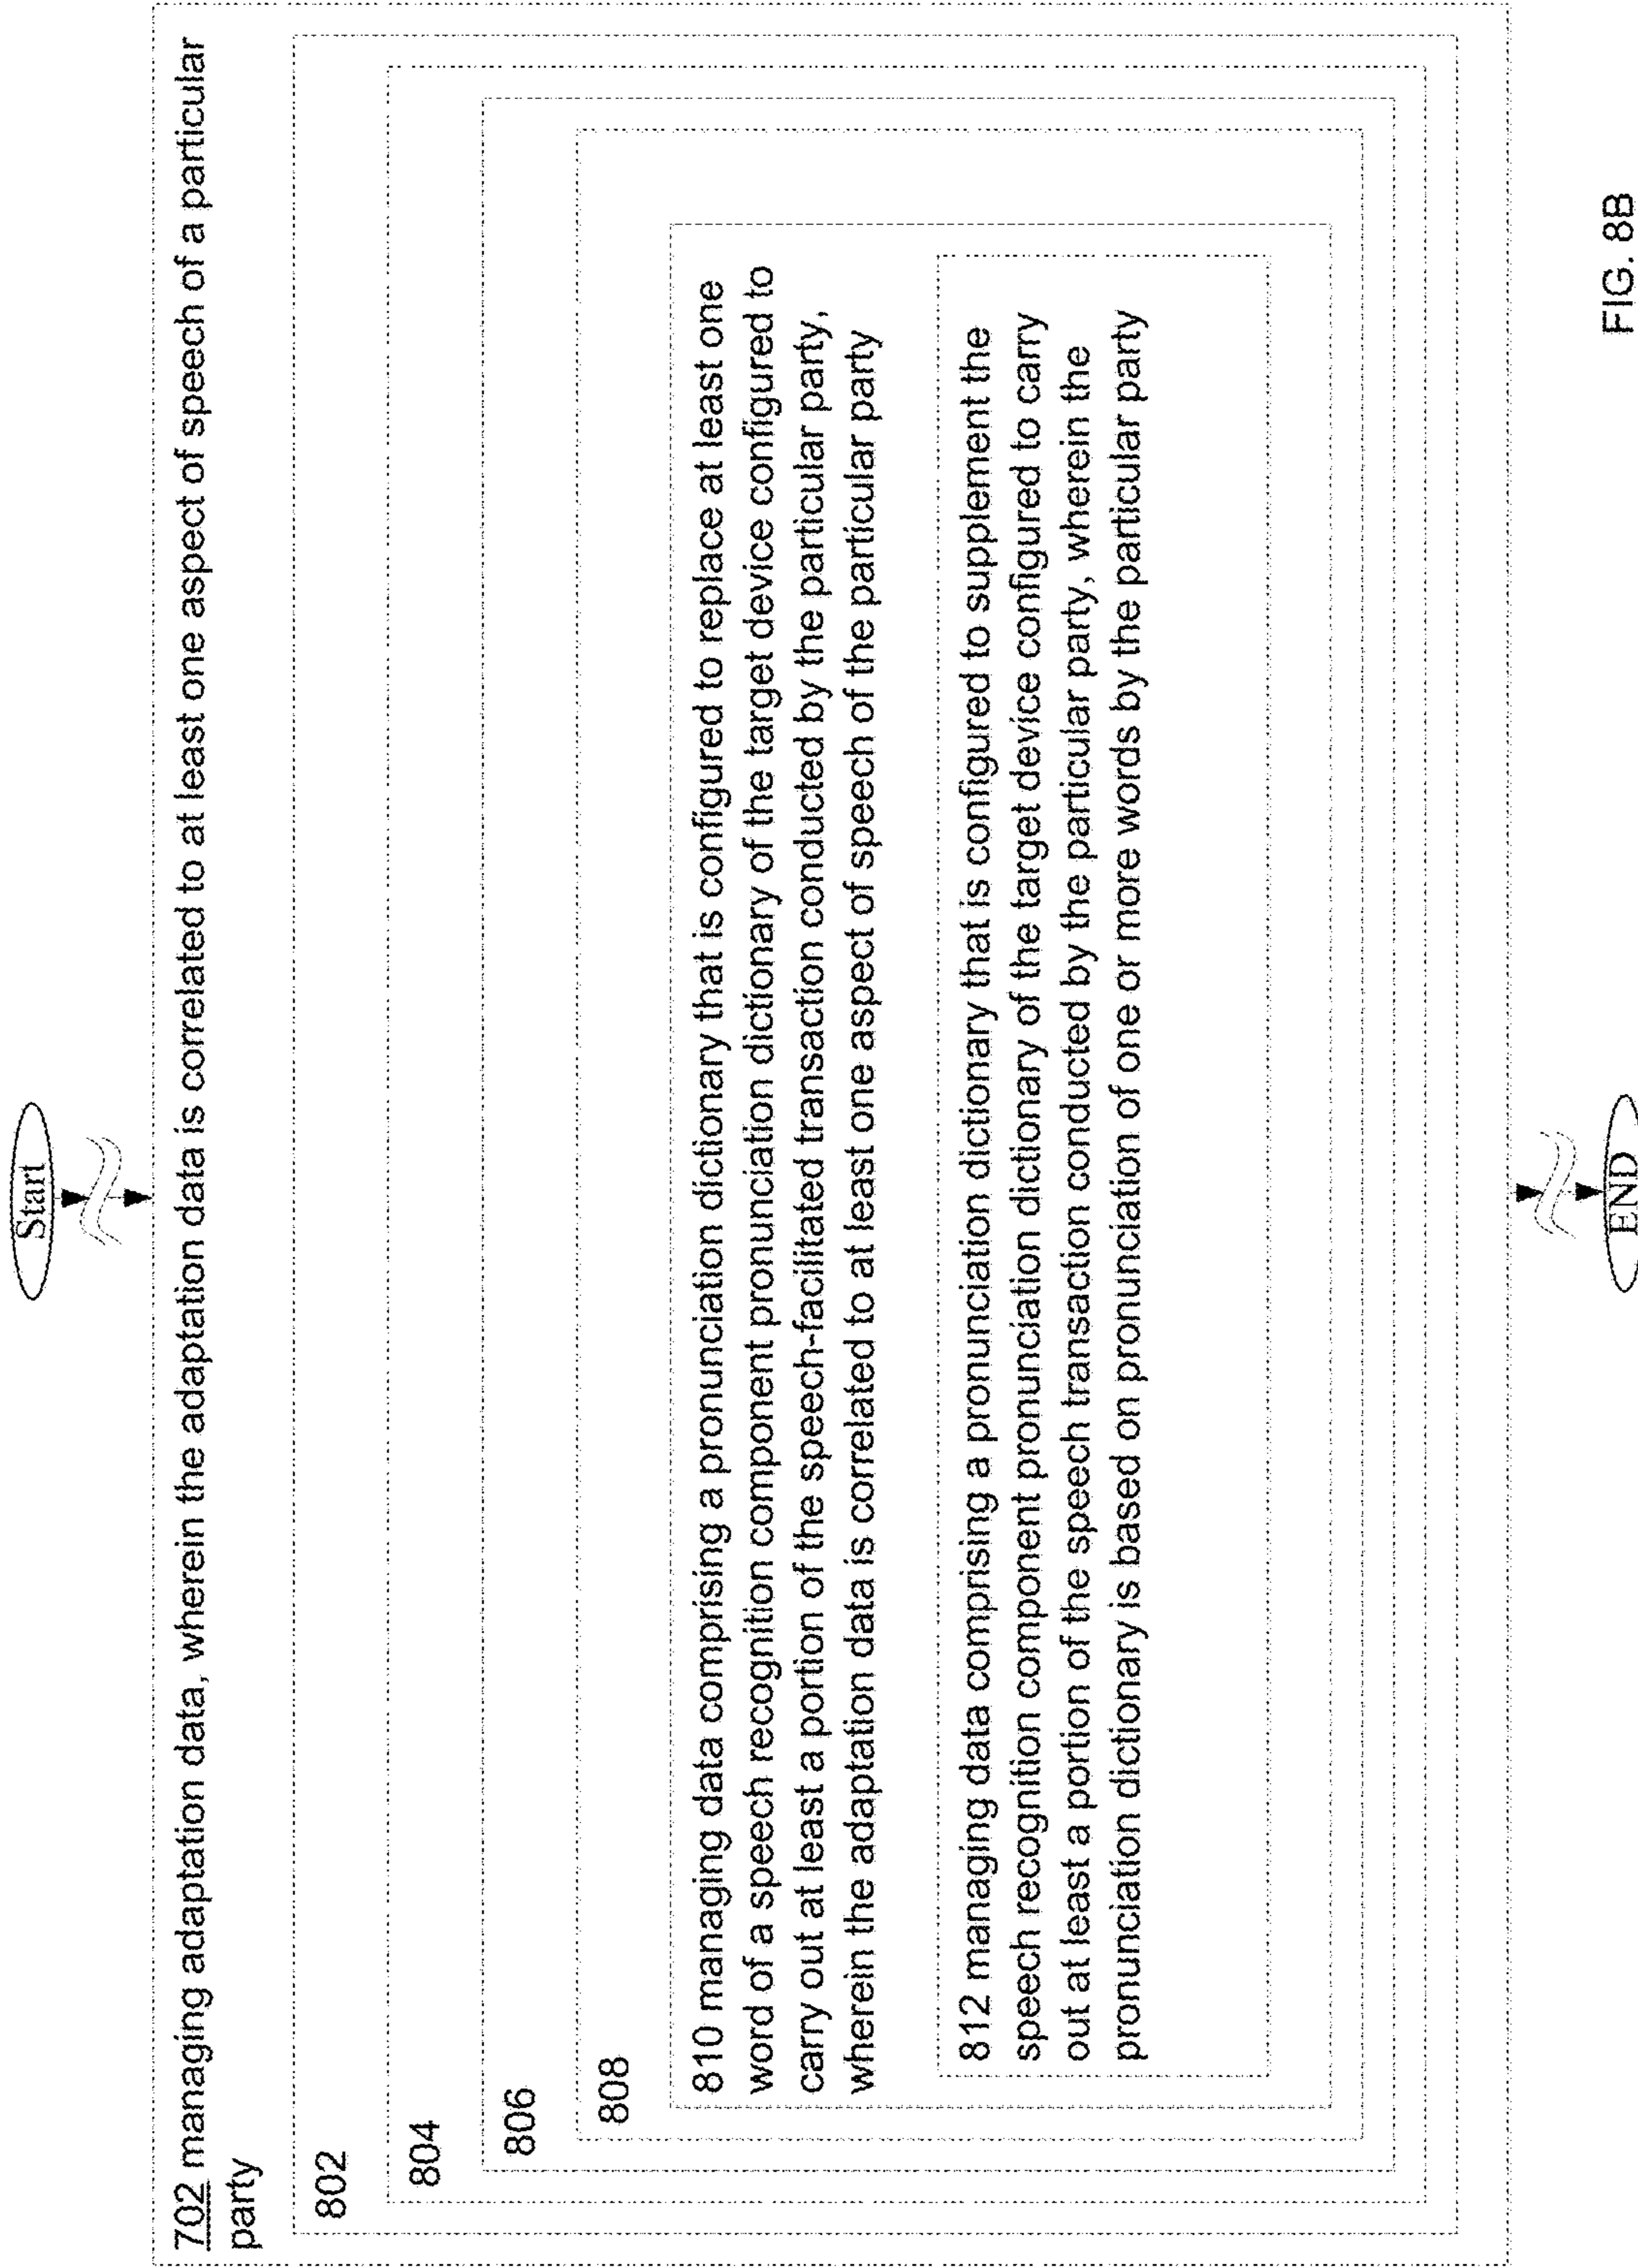 Start
702 managing adaptation data, wherein the adaptation data is correlated to at least one aspect of speech of a particular
party
802
804
806
808
810 managing data comprising a pronunciation dictionary that is configured to replace at least one
word of a speech recognition component pronunciation dictionary of the target device configured to
carry out at least a portion of the speech-facilitated transaction conducted by the particular party,
wherein the adaptation data is correlated to at least one aspect of speech of the particular party
812 managing data comprising a pronunciation dictionary that is configured to supplement the
speech recognition component pronunciation dictionary of the target device configured to carry
out at least a portion of the speech transaction conducted by the particular party, wherein the
pronunciation dictionary is based on pronunciation of one or more words by the particular party
END
FIG. 8B